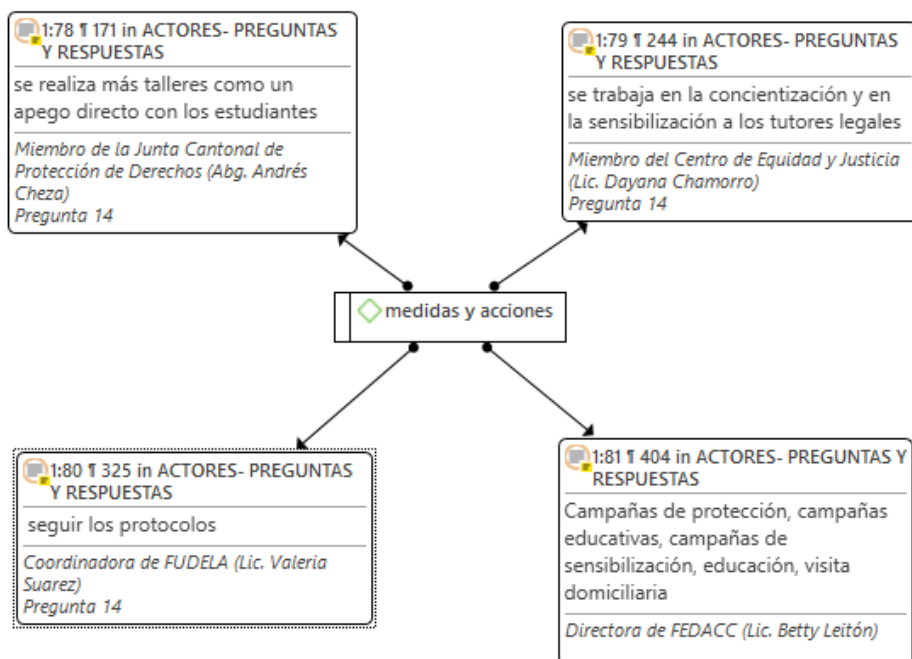 1:78 ¶ 171 in ACTORES- PREGUNTAS
Y RESPUESTAS
se realiza más talleres como un
apego directo con los estudiantes
Miembro de la Junta Cantonal de
Protección de Derechos (Abg. Andrés
Cheza)
Pregunta 14
1:79 ¶ 244 in ACTORES- PREGUNTAS
Y RESPUESTAS
se trabaja en la concientización y en
la sensibilización a los tutores legales
Miembro del Centro de Equidad y Justicia
(Lic. Dayana Chamorro)
Pregunta 14
medidas y acciones
1:80 ¶ 325 in ACTORES- PREGUNTAS
Y RESPUESTAS
seguir los protocolos
Coordinadora de FUDELA (Lic. Valeria
Suarez)
Pregunta 14
1:81 ¶ 404 in ACTORES- PREGUNTAS Y
RESPUESTAS
Campañas de protección, campañas
educativas, campañas de
sensibilización, educación, visita
domiciliaria
Directora de FEDACC (Lic. Betty Leitón)